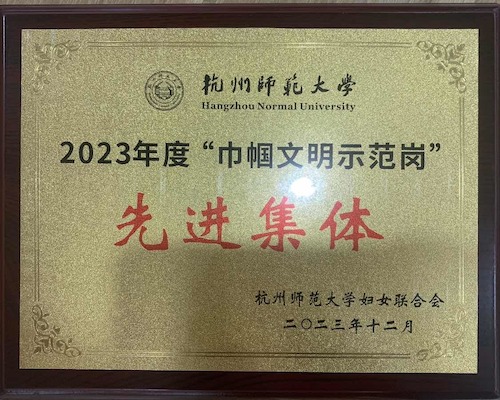 杭州师范大學
Hangzhou Normal University
2023年度“巾帼文明示范岗”
先进集体
杭州师范大学妇女联合会
二〇二三年十二月